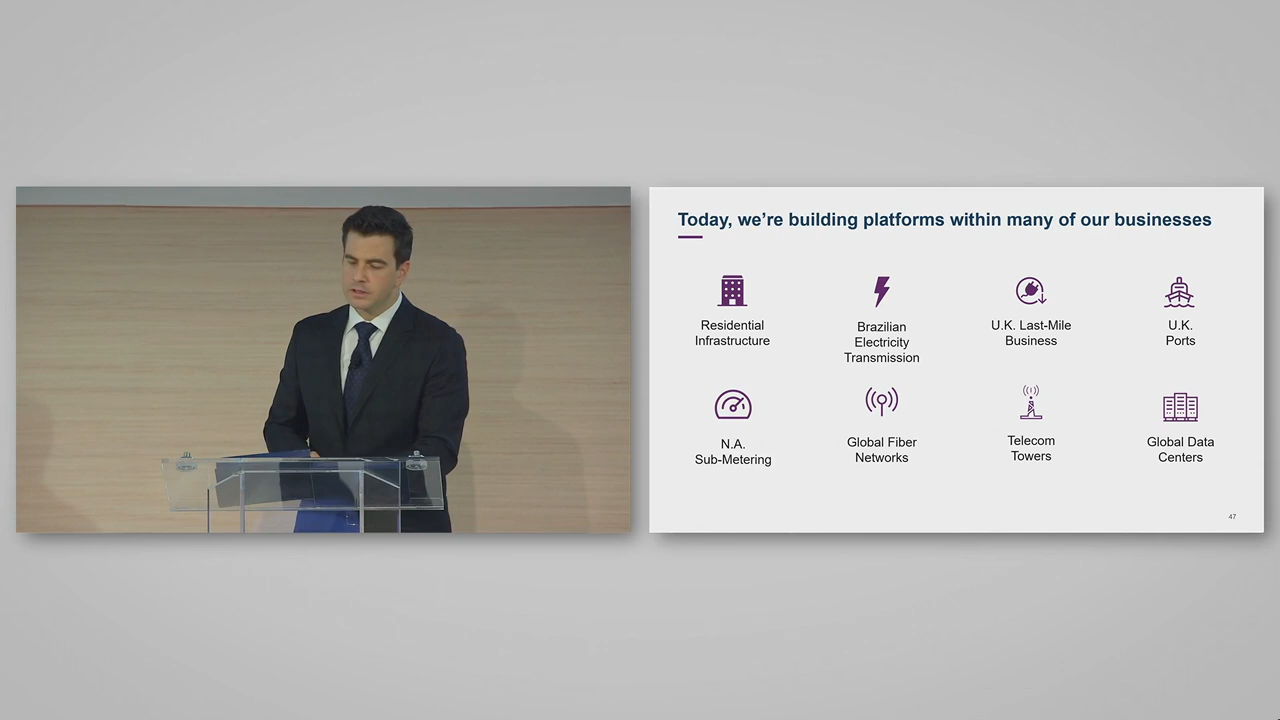 Today, we’re building platforms within many of our businesses
Residential
Infrastructure
Brazilian
Electricity
Transmission
U.K. Last-Mile
Business
U.K.
Ports
N.A.
Sub-Metering
Global Fiber
Networks
Telecom
Towers
Global Data
Centers
47